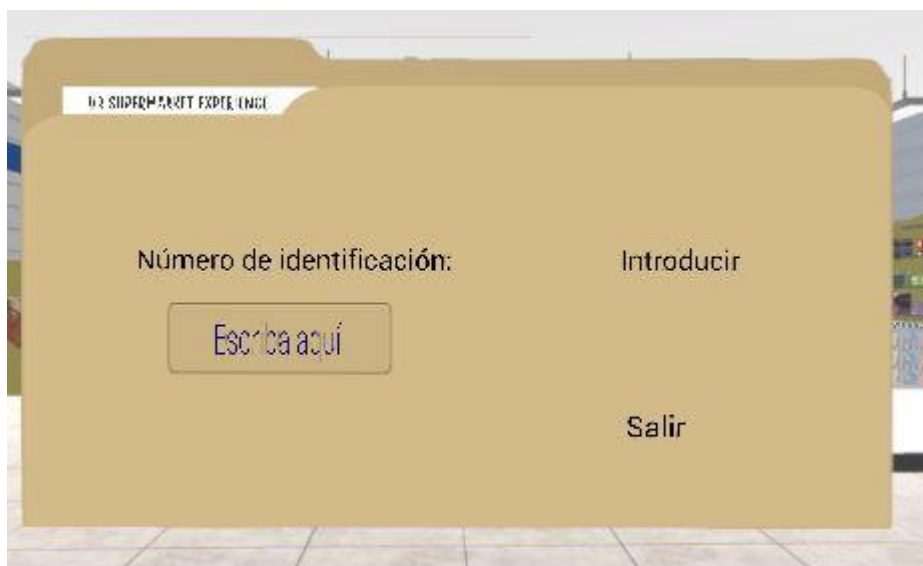 VR SUPERMARKET EXPERIENCE
Número de identificación:
Introducir
Escriba aquí
Salir